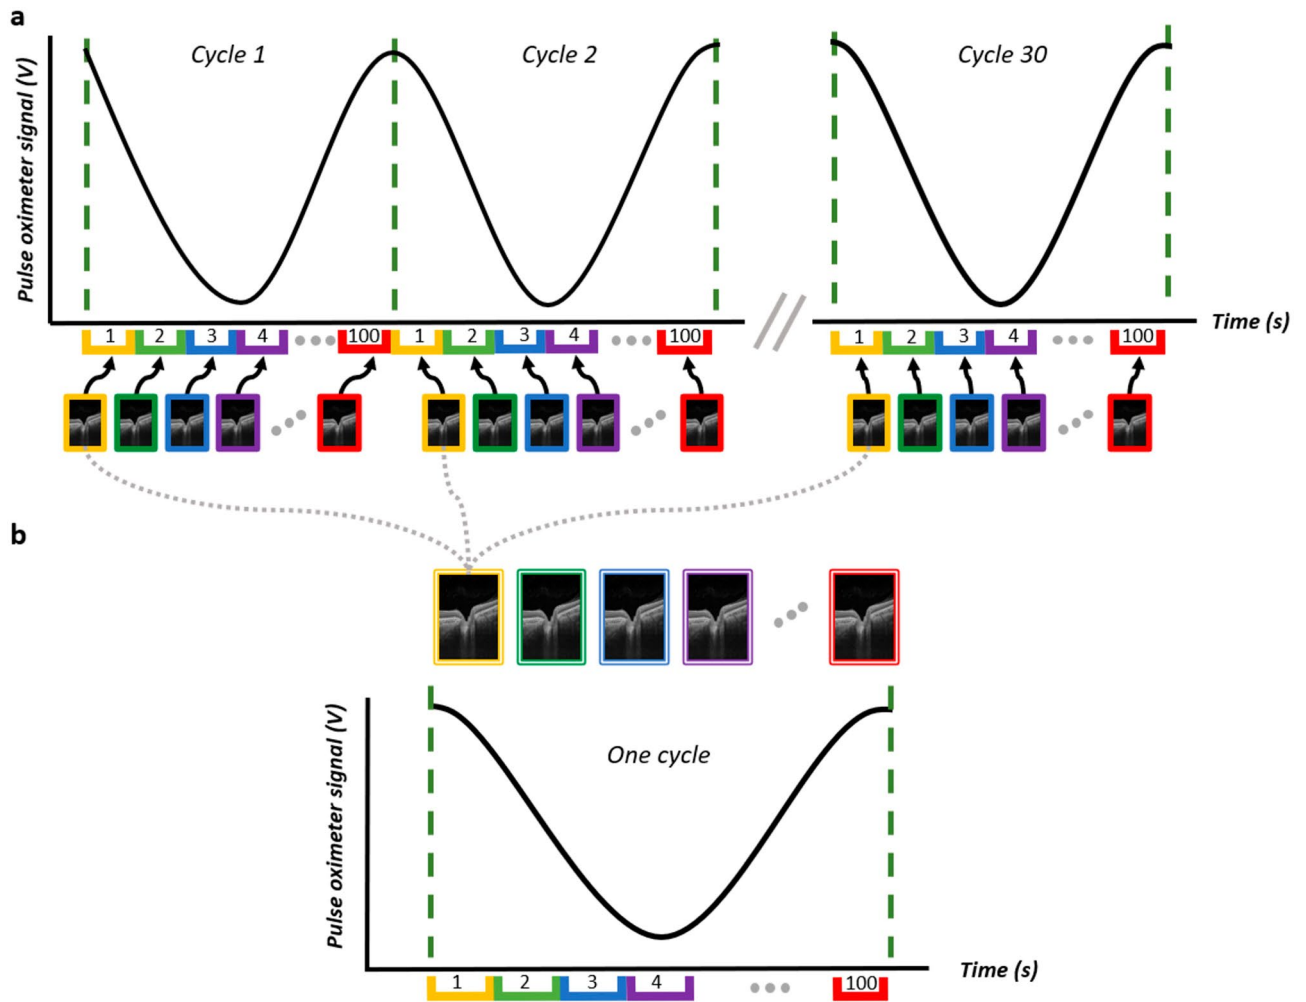 a
Cycle 1
Cycle 2
Cycle 30
Pulse oximeter signal (V)
Time (s)
1 2 3 4 100 1 2 3 4 100 1 2 3 4 100
b
One cycle
Pulse oximeter signal (V)
Time (s)
1 2 3 4 100